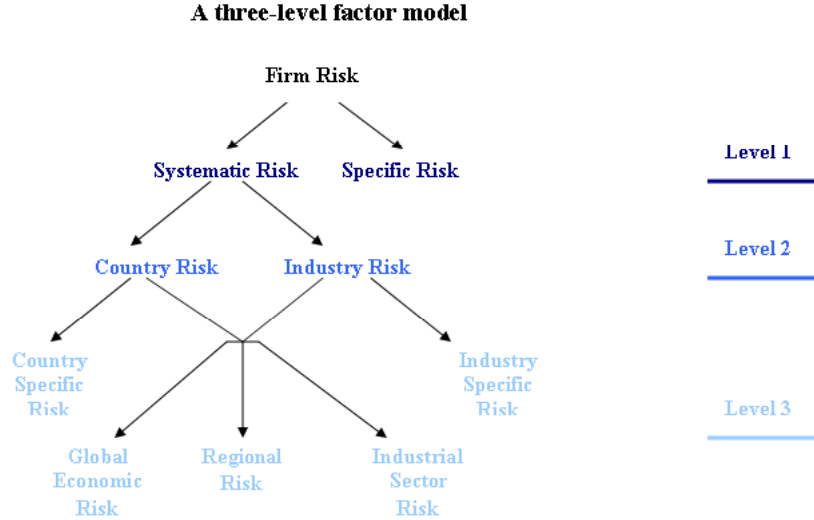 A three-level factor model
Firm Risk
Level 1
Systematic Risk
Specific Risk
Level 2
Country Risk
Industry Risk
Country
Specific
Risk
Industry
Specific
Risk
Level 3
Global
Economic
Risk
Regional
Risk
Industrial
Sector
Risk